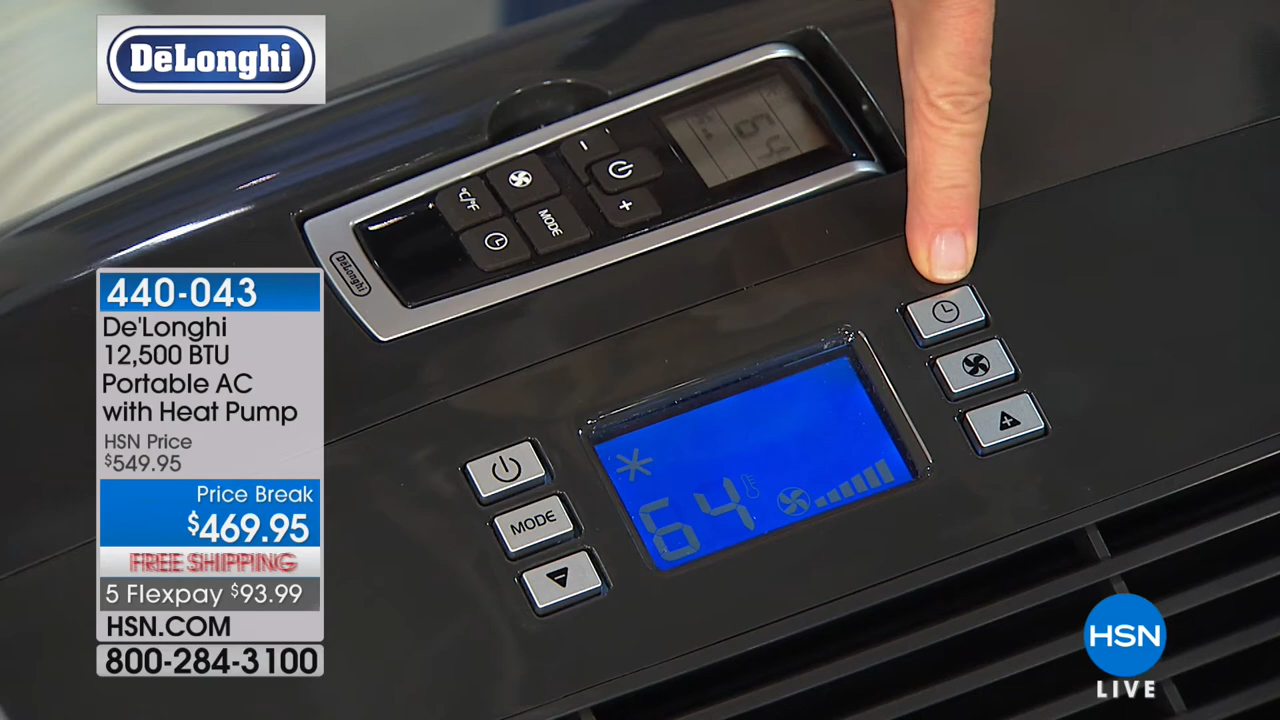 DēLonghi
440-043
De'Longhi
12,500 BTU
Portable AC
with Heat Pump
HSN Price
$549.95
Price Break
$469.95
FREE SHIPPING
5 Flexpay $93.99
HSN.COM
800-284-3100
64
-
+
°C/°F
MODE
DēLonghi
MODE
64
+
HSN
LIVE